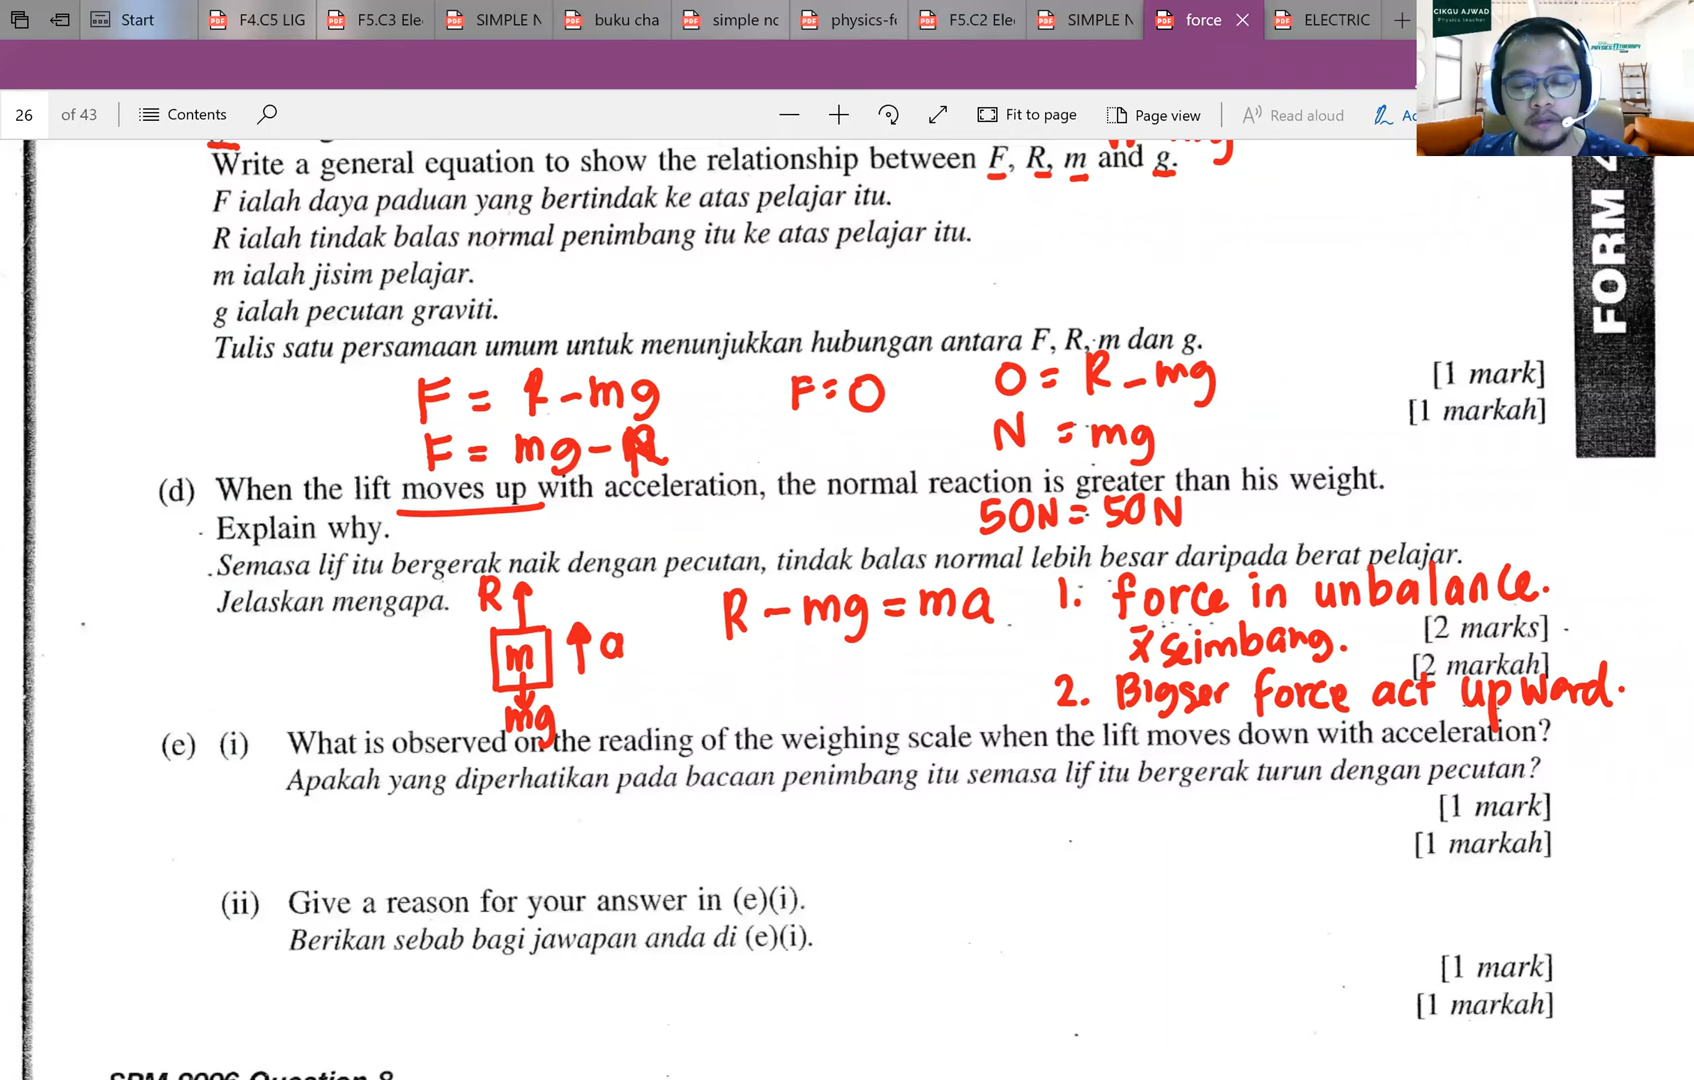 Start
F4.C5 LIG
F5.C3 Ele
SIMPLE N
buku cha
simple nc
physics-fo
F5.C2 Ele
SIMPLE N
force
ELECTRIC
CIKGU AJWAD
Physics teacher
26 of 43
Contents
Fit to page
Page view
Read aloud
FORM
Write a general equation to show the relationship between F, R, m and g.
F ialah daya paduan yang bertindak ke atas pelajar itu.
R ialah tindak balas normal penimbang itu ke atas pelajar itu.
m ialah jisim pelajar.
g ialah pecutan graviti.
Tulis satu persamaan umum untuk menunjukkan hubungan antara F, R, m dan g.
[1 mark]
[1 markah]
F = R - mg
F = 0
0 = R - mg
F = mg - R
N = mg
(d) When the lift moves up with acceleration, the normal reaction is greater than his weight.
50N = 50N
Explain why.
Semasa lif itu bergerak naik dengan pecutan, tindak balas normal lebih besar daripada berat pelajar.
Jelaskan mengapa.
[2 marks]
[2 markah]
R
m
a
mg
R - mg = ma
1. force in unbalance.
x seimbang.
2. Bigger force act upward.
(e) (i) What is observed on the reading of the weighing scale when the lift moves down with acceleration?
Apakah yang diperhatikan pada bacaan penimbang itu semasa lif itu bergerak turun dengan pecutan?
[1 mark]
[1 markah]
(ii) Give a reason for your answer in (e)(i).
Berikan sebab bagi jawapan anda di (e)(i).
[1 mark]
[1 markah]